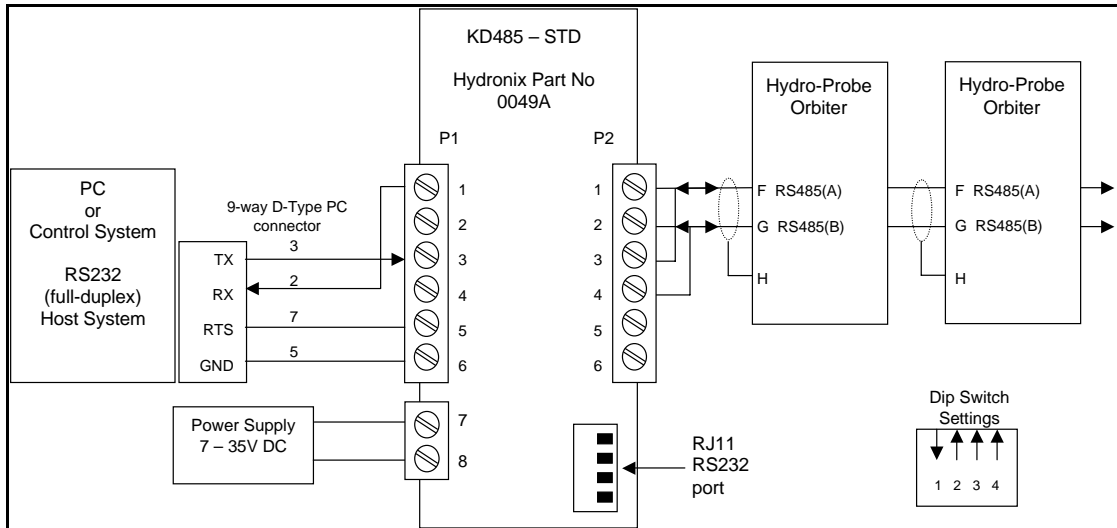 KD485 – STD
Hydronix Part No
0049A
P1
P2
1
2
3
4
5
6
7
8
1
2
3
4
5
6
PC
or
Control System
RS232
(full-duplex)
Host System
9-way D-Type PC
connector
TX
3
RX
2
RTS
7
GND
5
Power Supply
7 – 35V DC
Hydro-Probe
Orbiter
F RS485(A)
G RS485(B)
H
Hydro-Probe
Orbiter
F RS485(A)
G RS485(B)
H
RJ11
RS232
port
Dip Switch
Settings
1 2 3 4